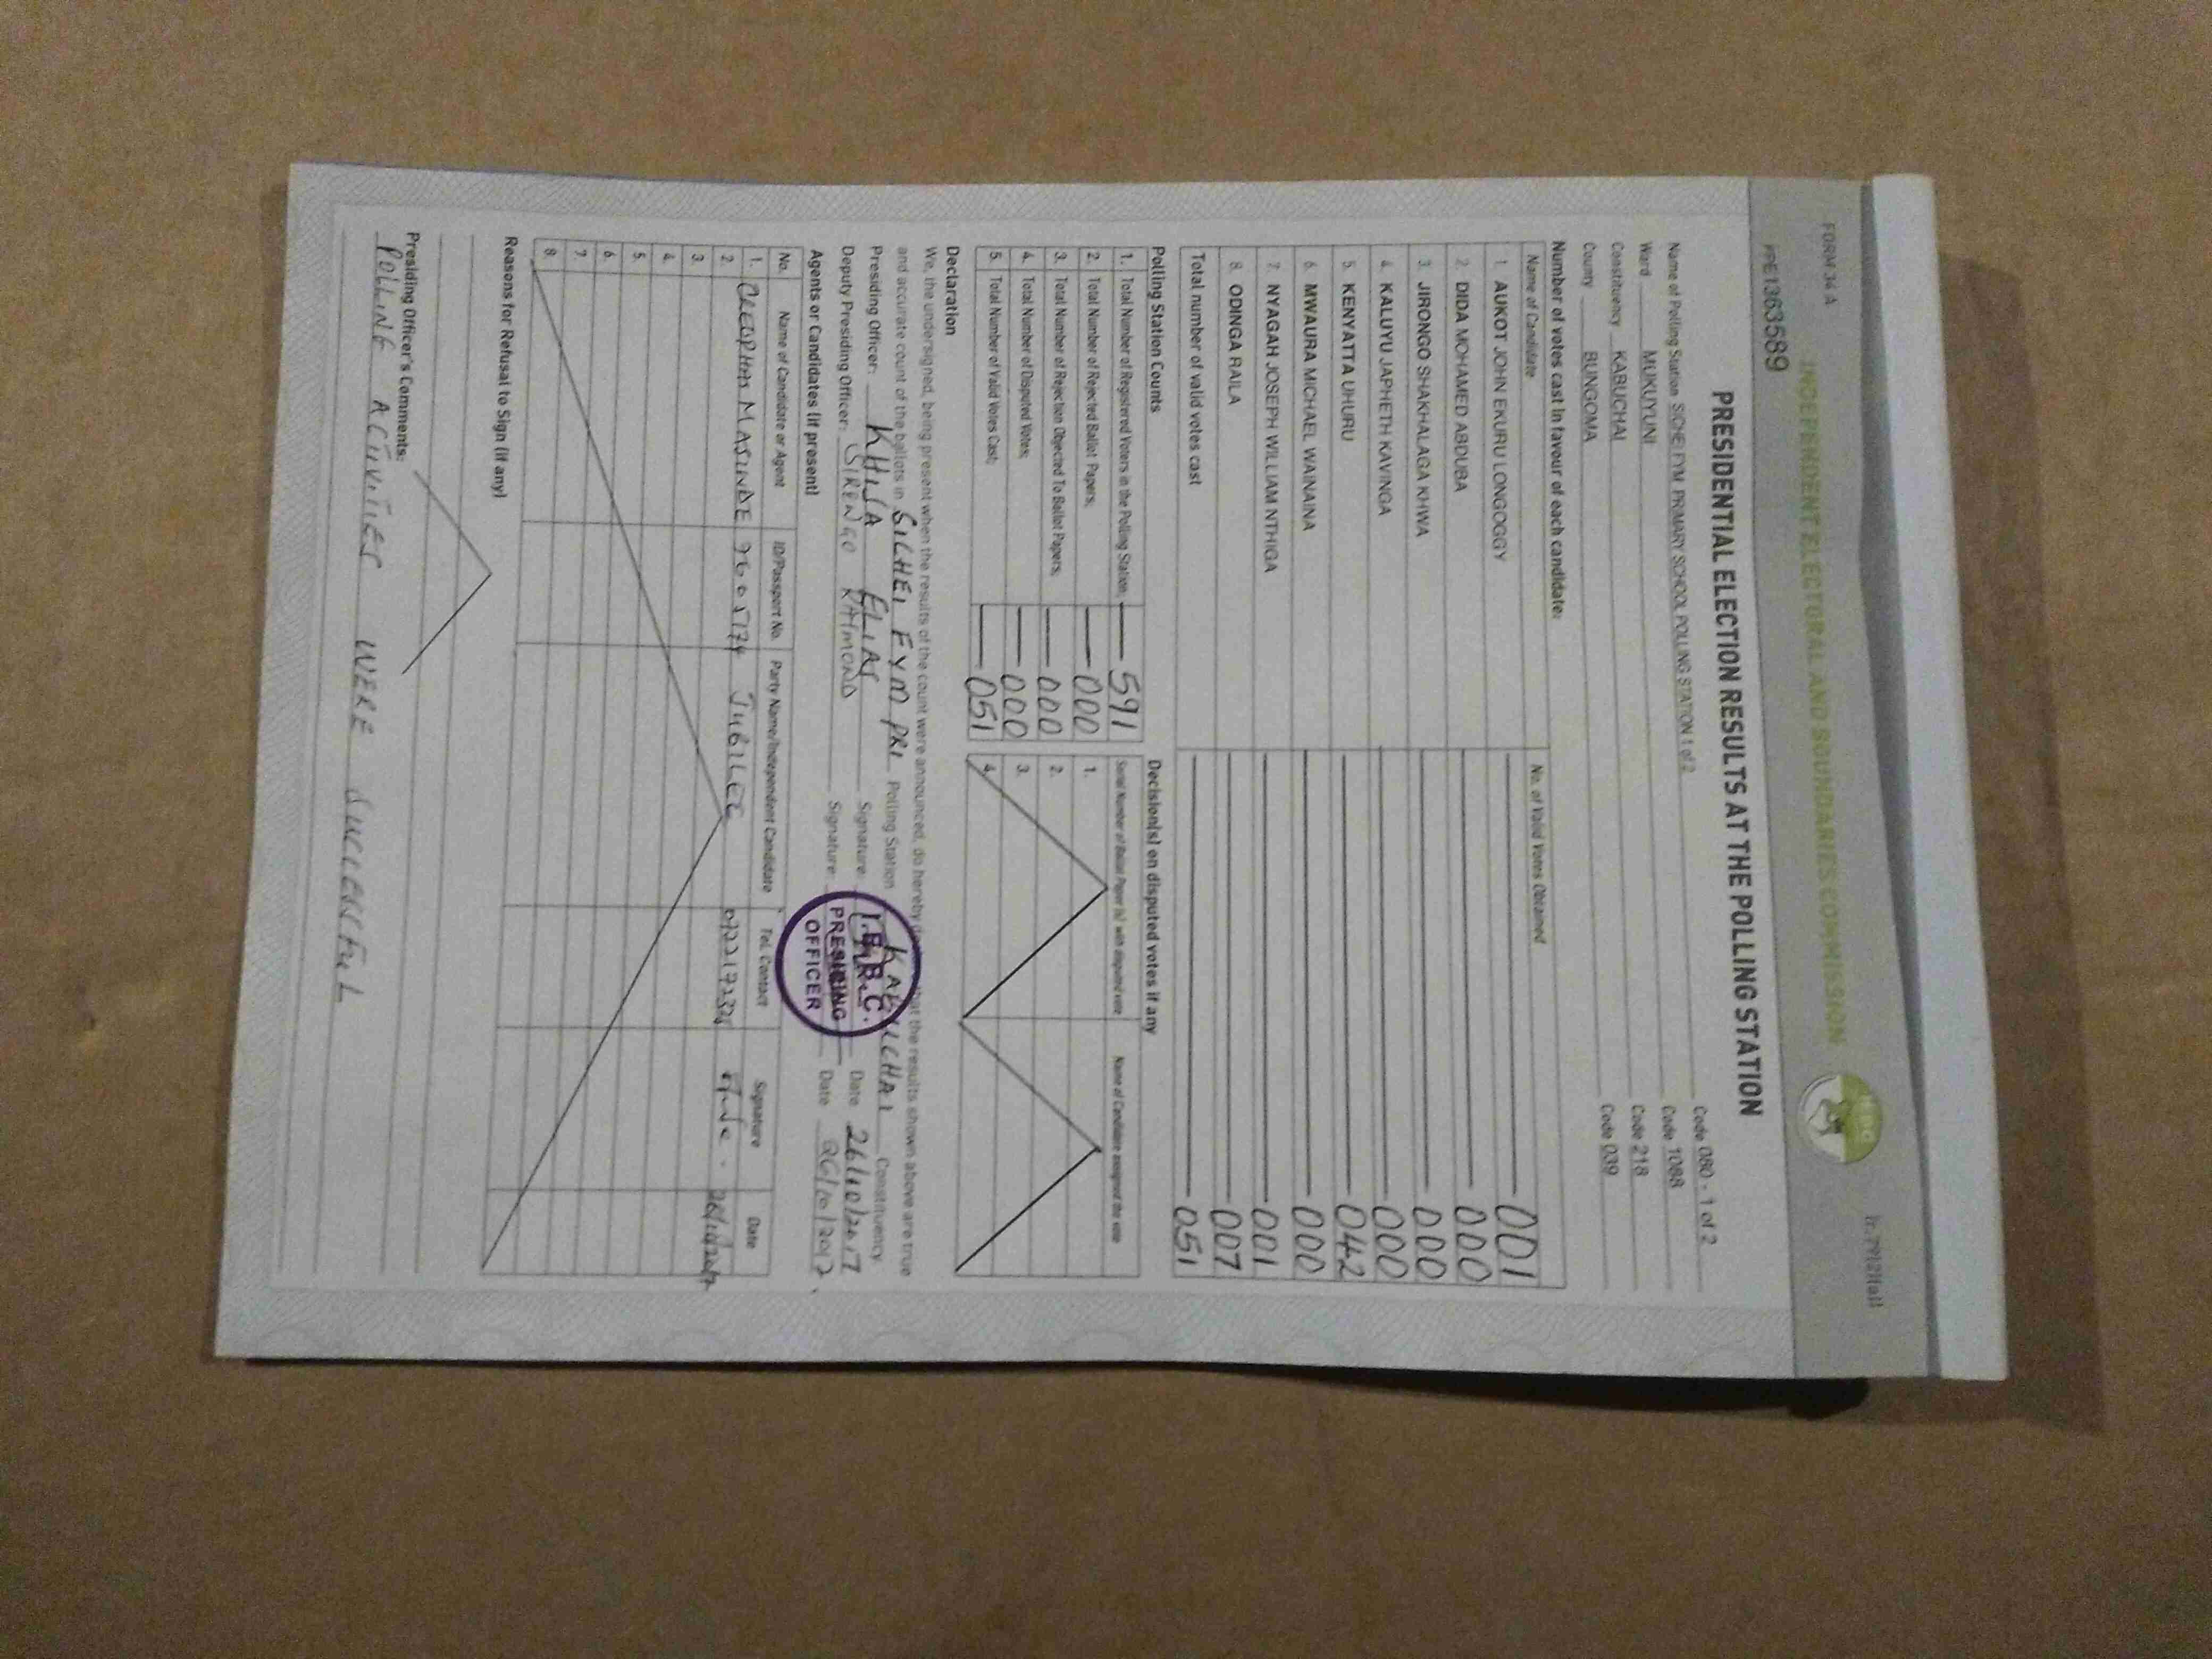 FORM 34 A
INDEPENDENT ELECTORAL AND BOUNDARIES COMMISSION
IEBC
PRE1363589
PRESIDENTIAL ELECTION RESULTS AT THE POLLING STATION
Name of Polling Station SICHEI FYM PRIMARY SCHOOL POLLING STATION 1 of 2 Code 080 - 1 of 2
Ward MUKUYUNI Code 1088
Constituency KABUCHAI Code 218
County BUNGOMA Code 039
Number of votes cast in favour of each candidate:
Name of Candidate No. of Valid Votes Obtained
1. AUKOT JOHN EKURU LONGOGGY 001
2. DIDA MOHAMED ABDUBA 000
3. JIRONGO SHAKHALAGA KHWA 000
4. KALUYU JAPHETH KAVINGA 000
5. KENYATTA UHURU 042
6. MWAURA MICHAEL WAINAINA 000
7. NYAGAH JOSEPH WILLIAM NTHIGA 001
8. ODINGA RAILA 007
Total number of valid votes cast 051
Polling Station Counts
1. Total Number of Registered Voters in the Polling Station; 591
2. Total Number of Rejected Ballot Papers; 000
3. Total Number of Rejection Objected To Ballot Papers; 000
4. Total Number of Disputed Votes; 000
5. Total Number of Valid Votes Cast; 051
Decision(s) on disputed votes if any
Serial Number of Ballot Paper (s) with disputed vote Name of Candidate assigned the vote
1.
2.
3.
4.
Declaration
We, the undersigned, being present when the results of the count were announced, do hereby that the results shown above are true
and accurate count of the ballots in SICHEI FYM PRI Polling Station KABUCHAI Constituency
Presiding Officer: KHISA ELIAS Signature Date 26/10/2017
Deputy Presiding Officer: SIRENGO RAYMOND Signature Date 26/10/2017
I.E.B.C.
PRESIDING
OFFICER
Agents or Candidates (if present)
No. Name of Candidate or Agent ID/Passport No. Party Name/Independent Candidate Tel. Contact Signature Date
1. CLEOPHAS MASINDE 9605174 JUBILEE 26/10/2017
2.
3.
4.
5.
6.
7.
8.
Reasons for Refusal to Sign (if any)
Presiding Officer's Comments:
POLLING ACTIVITIES WERE SUCCESSFUL